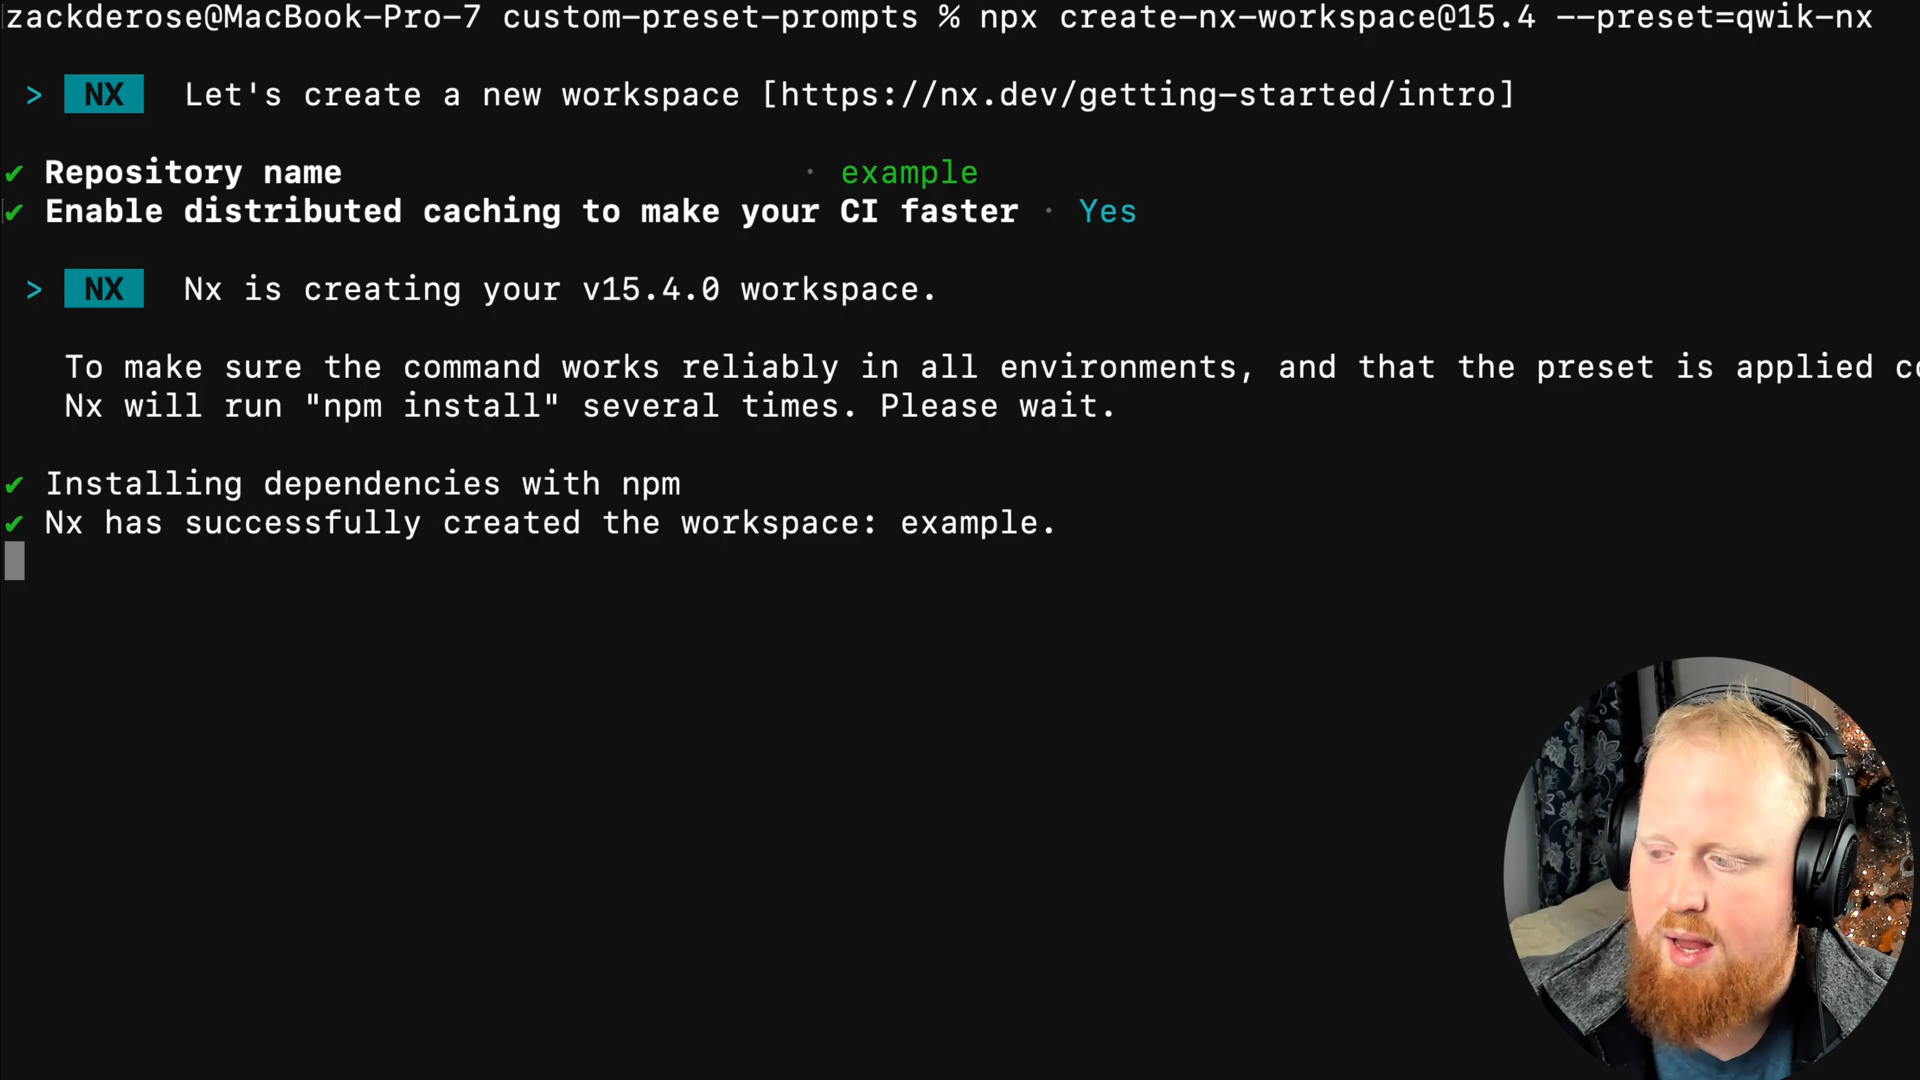 zackderose@MacBook-Pro-7 custom-preset-prompts % npx create-nx-workspace@15.4 --preset=qwik-nx
> NX Let's create a new workspace [https://nx.dev/getting-started/intro]
✔ Repository name · example
✔ Enable distributed caching to make your CI faster · Yes
> NX Nx is creating your v15.4.0 workspace.
To make sure the command works reliably in all environments, and that the preset is applied
Nx will run "npm install" several times. Please wait.
✔ Installing dependencies with npm
✔ Nx has successfully created the workspace: example.